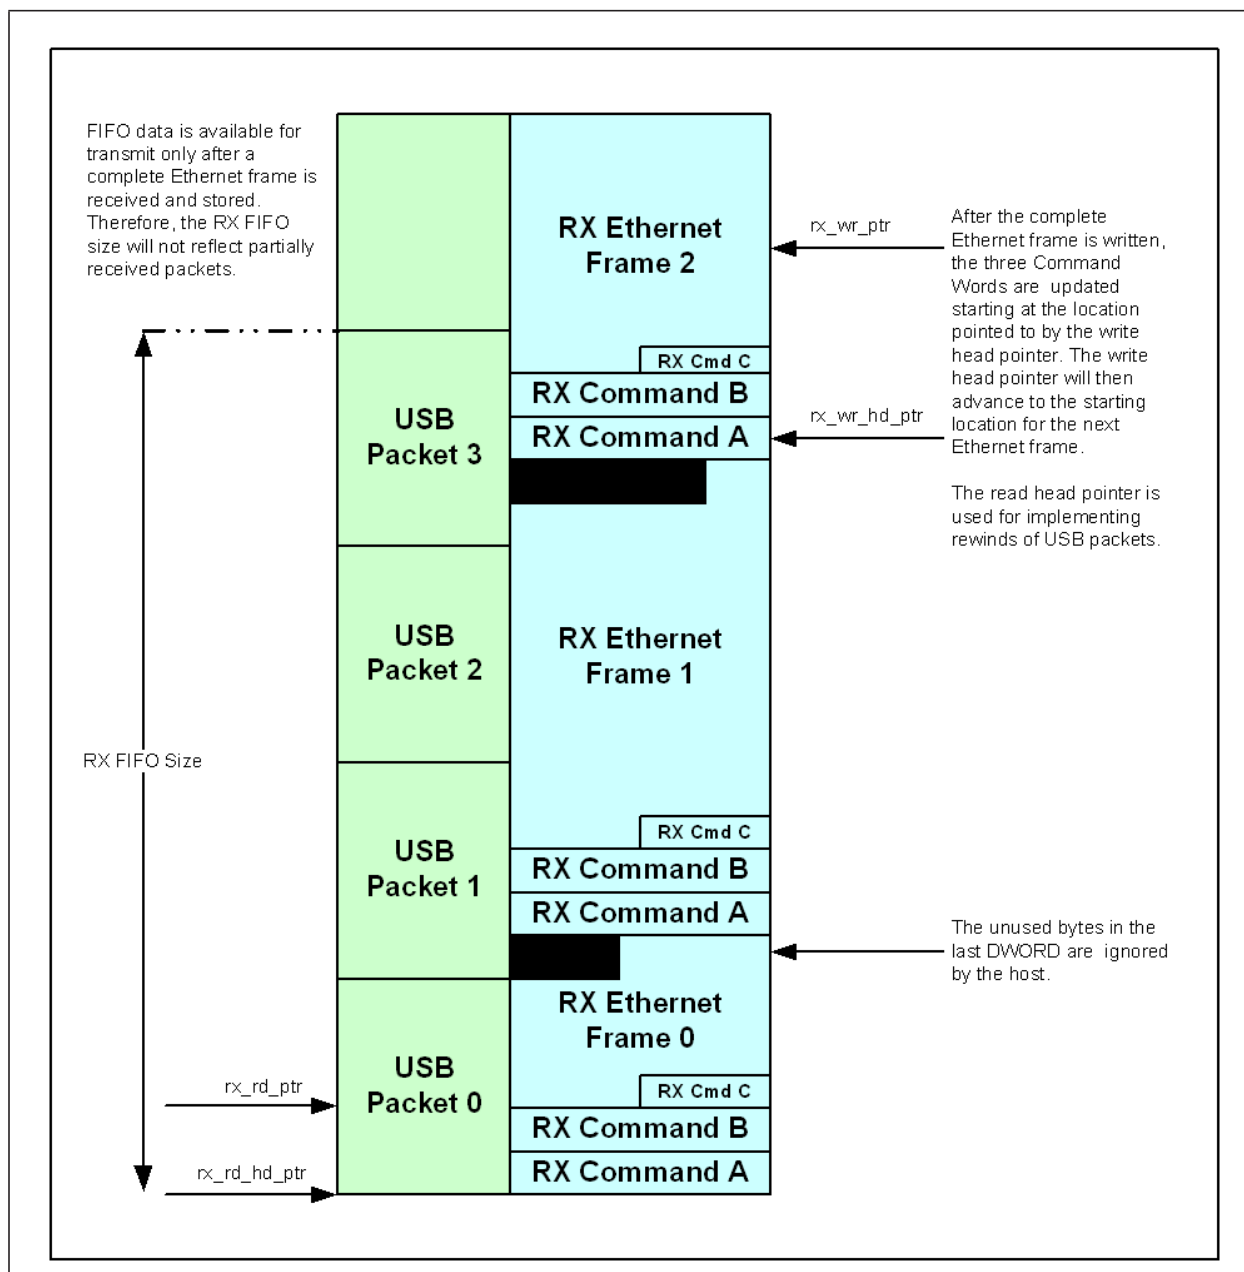 FIFO data is available for
transmit only after a
complete Ethernet frame is
received and stored.
Therefore, the RX FIFO
size will not reflect partially
received packets.
RX Ethernet
Frame 2
rx_wr_ptr
After the complete
Ethernet frame is written,
the three Command
Words are updated
starting at the location
pointed to by the write
head pointer. The write
head pointer will then
advance to the starting
location for the next
Ethernet frame.
The read head pointer is
used for implementing
rewinds of USB packets.
RX Cmd C
RX Command B
RX Command A
rx_wr_hd_ptr
USB
Packet 3
USB
Packet 2
RX Ethernet
Frame 1
RX FIFO Size
RX Cmd C
RX Command B
RX Command A
USB
Packet 1
The unused bytes in the
last DWORD are ignored
by the host.
RX Ethernet
Frame 0
USB
Packet 0
rx_rd_ptr
RX Cmd C
RX Command B
RX Command A
rx_rd_hd_ptr